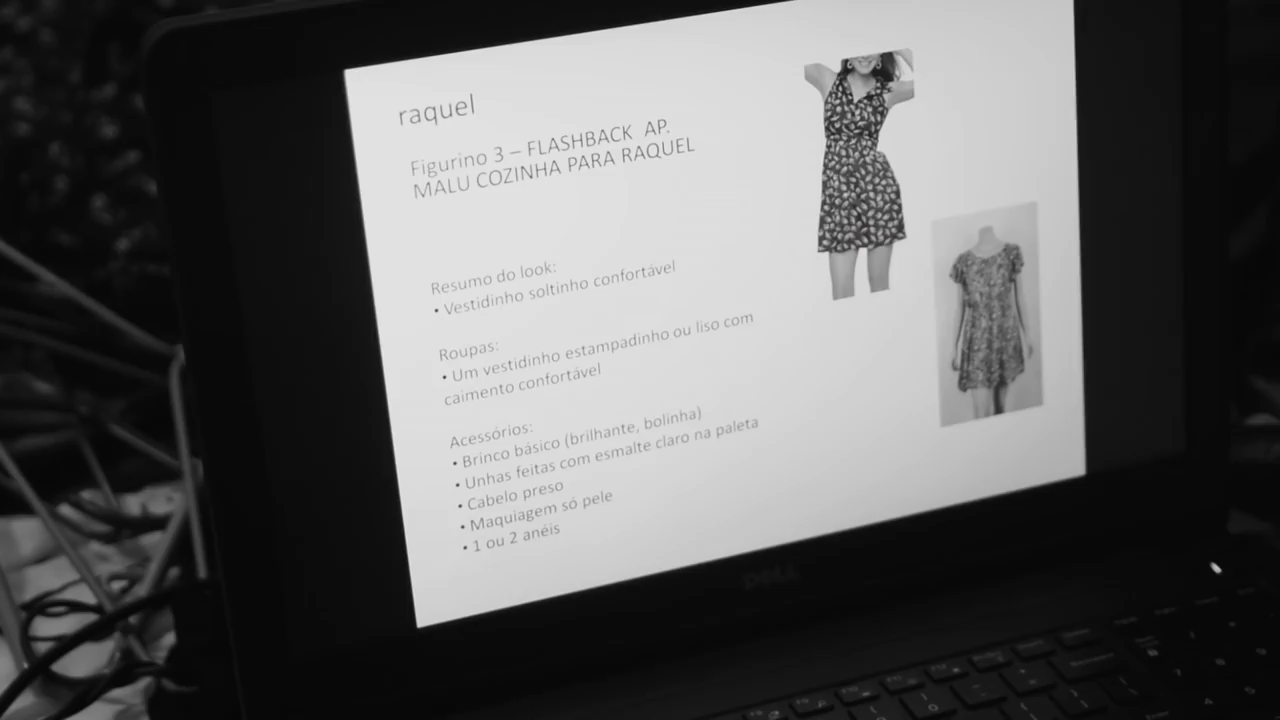 raquel
Figurino 3 – FLASHBACK AP.
MALU COZINHA PARA RAQUEL
Resumo do look:
• Vestidinho soltinho confortável
Roupas:
• Um vestidinho estampadinho ou liso com
caimento confortável
Acessórios:
• Brinco básico (brilhante, bolinha)
• Unhas feitas com esmalte claro na paleta
• Cabelo preso
• Maquiagem só pele
• 1 ou 2 anéis
DELL